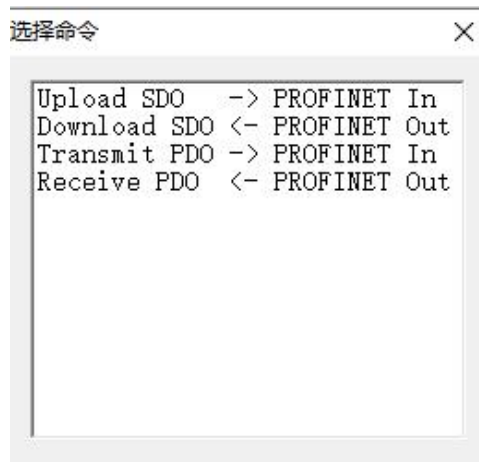 选择命令
Upload SDO   -> PROFINET In
Download SDO <- PROFINET Out
Transmit PDO -> PROFINET In
Receive PDO  <- PROFINET Out